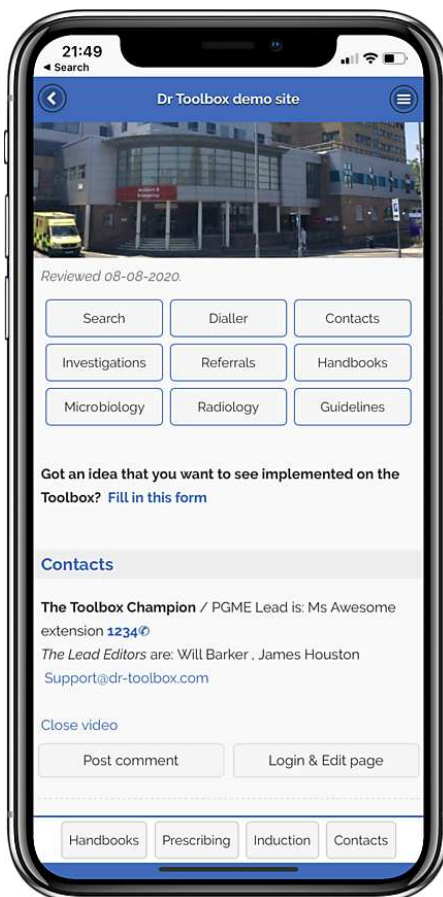 21:49
Search
Dr Toolbox demo site
Accident &
Emergency
Reviewed 08-08-2020.
Search Dialler Contacts
Investigations Referrals Handbooks
Microbiology Radiology Guidelines
Got an idea that you want to see implemented on the
Toolbox? Fill in this form
Contacts
The Toolbox Champion / PGME Lead is: Ms Awesome
extension 1234✆
The Lead Editors are: Will Barker , James Houston
Support@dr-toolbox.com
Close video
Post comment Login & Edit page
Handbooks Prescribing Induction Contacts